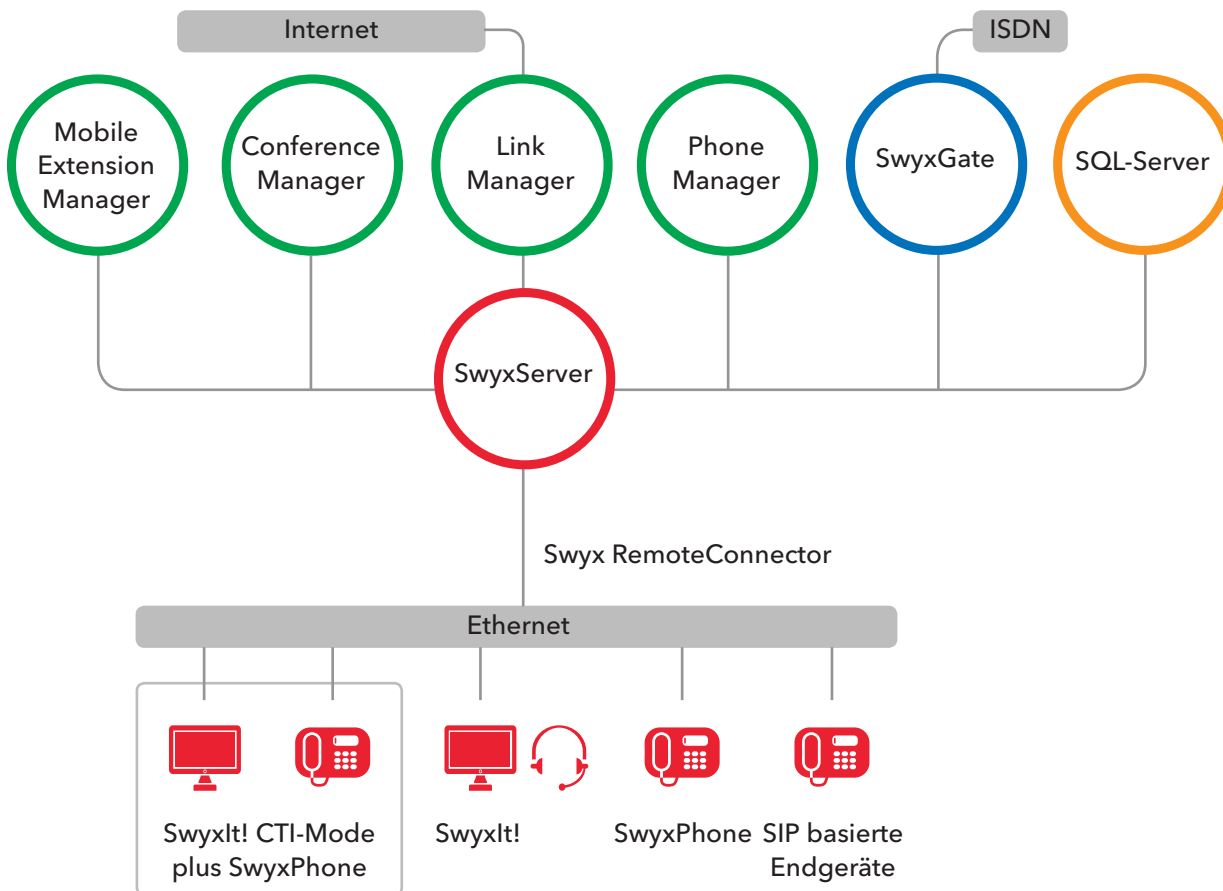 Internet
ISDN
Mobile
Extension
Manager
Conference
Manager
Link
Manager
Phone
Manager
SwyxGate
SQL-Server
SwyxServer
Swyx RemoteConnector
Ethernet
SwyxIt! CTI-Mode
plus SwyxPhone
SwyxIt!
SwyxPhone
SIP basierte
Endgeräte